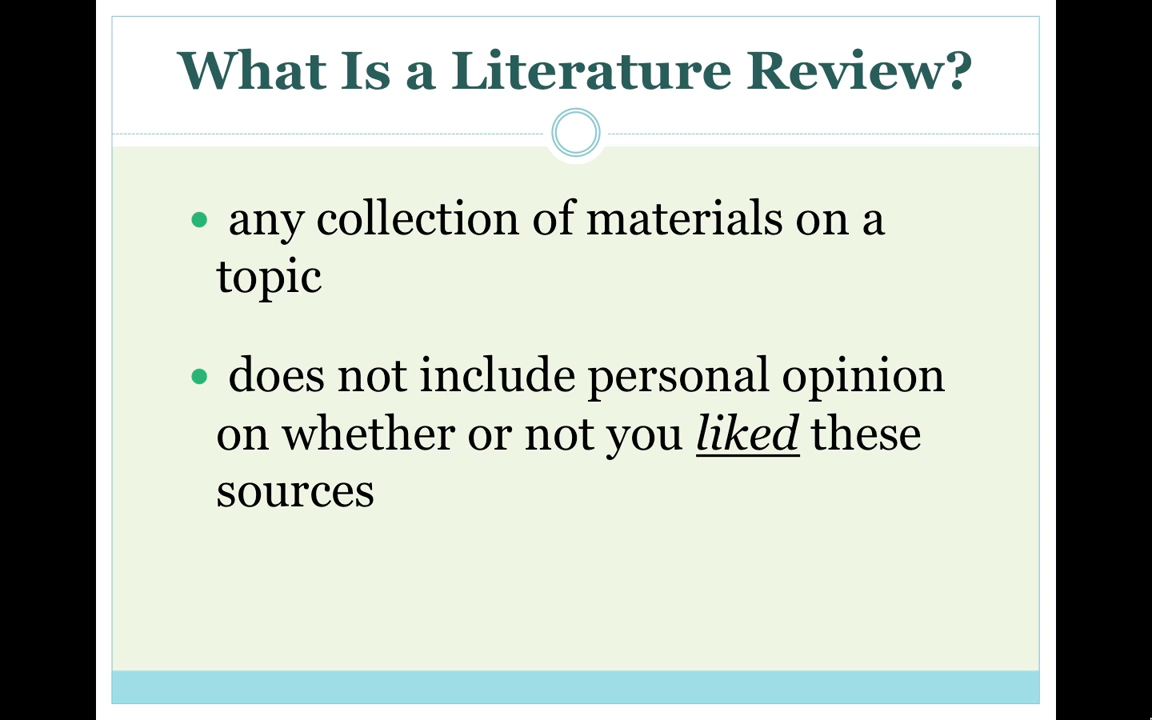 What Is a Literature Review?
• any collection of materials on a
topic
• does not include personal opinion
on whether or not you liked these
sources